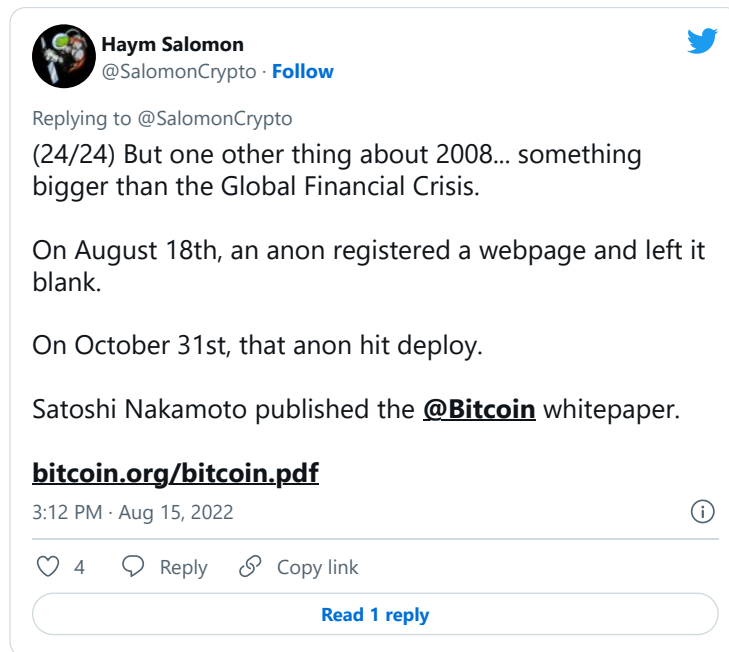 Haym Salomon
@SalomonCrypto · Follow
Replying to @SalomonCrypto
(24/24) But one other thing about 2008... something
bigger than the Global Financial Crisis.
On August 18th, an anon registered a webpage and left it
blank.
On October 31st, that anon hit deploy.
Satoshi Nakamoto published the @Bitcoin whitepaper.
bitcoin.org/bitcoin.pdf
3:12 PM · Aug 15, 2022
4 Reply Copy link
Read 1 reply